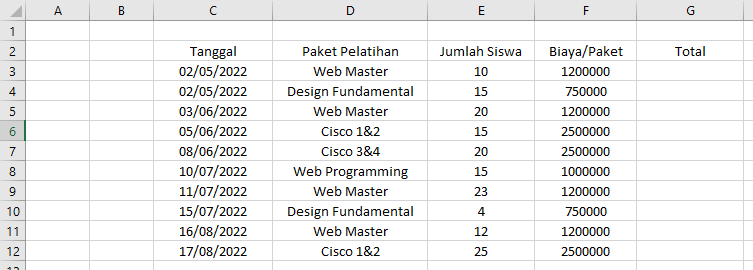 A B C D E F G
1
2 Tanggal Paket Pelatihan Jumlah Siswa Biaya/Paket Total
3 02/05/2022 Web Master 10 1200000
4 02/05/2022 Design Fundamental 15 750000
5 03/06/2022 Web Master 20 1200000
6 05/06/2022 Cisco 1&2 15 2500000
7 08/06/2022 Cisco 3&4 20 2500000
8 10/07/2022 Web Programming 15 1000000
9 11/07/2022 Web Master 23 1200000
10 15/07/2022 Design Fundamental 4 750000
11 16/08/2022 Web Master 12 1200000
12 17/08/2022 Cisco 1&2 25 2500000